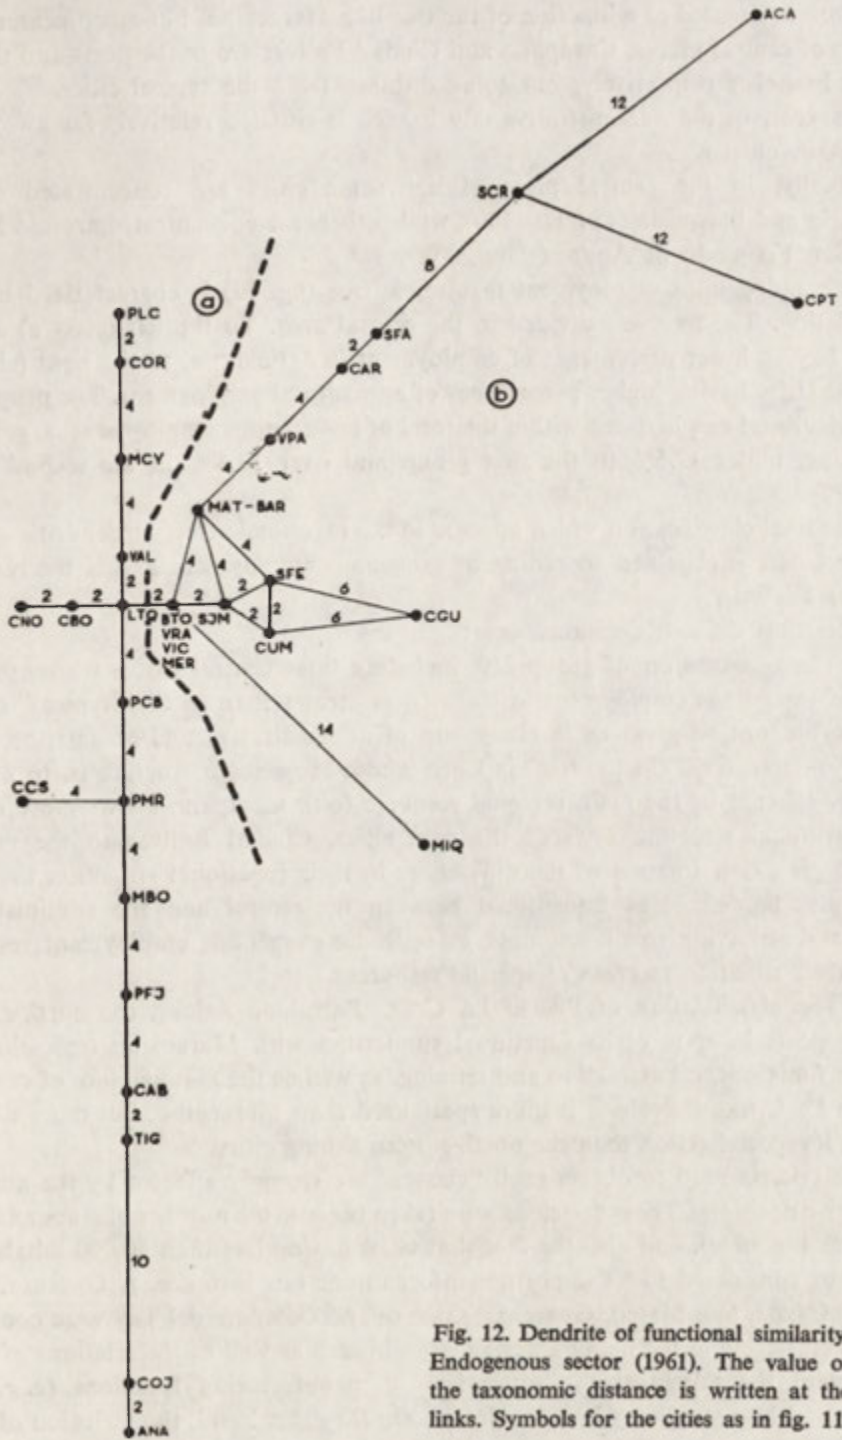 ACA
12
SCR
12
8
CPT
a
PLC
2
COR
SFA
2
CAR
b
4
4
VPA
MCY
4
MAT-BAR
4
4
4
4
VAL
SFE
2
2
6
2 2 2 2 2
CNO CBO LTO BTO SJM
2
6
CGU
VRA
CUM
VIC
MER
4
PCB
14
4
CCS 4 PMR
4
MIQ
MBO
4
PFJ
4
CAB
2
TIG
10
COJ
2
ANA
Fig. 12. Dendrite of functional similarity
Endogenous sector (1961). The value o
the taxonomic distance is written at the
links. Symbols for the cities as in fig. 11